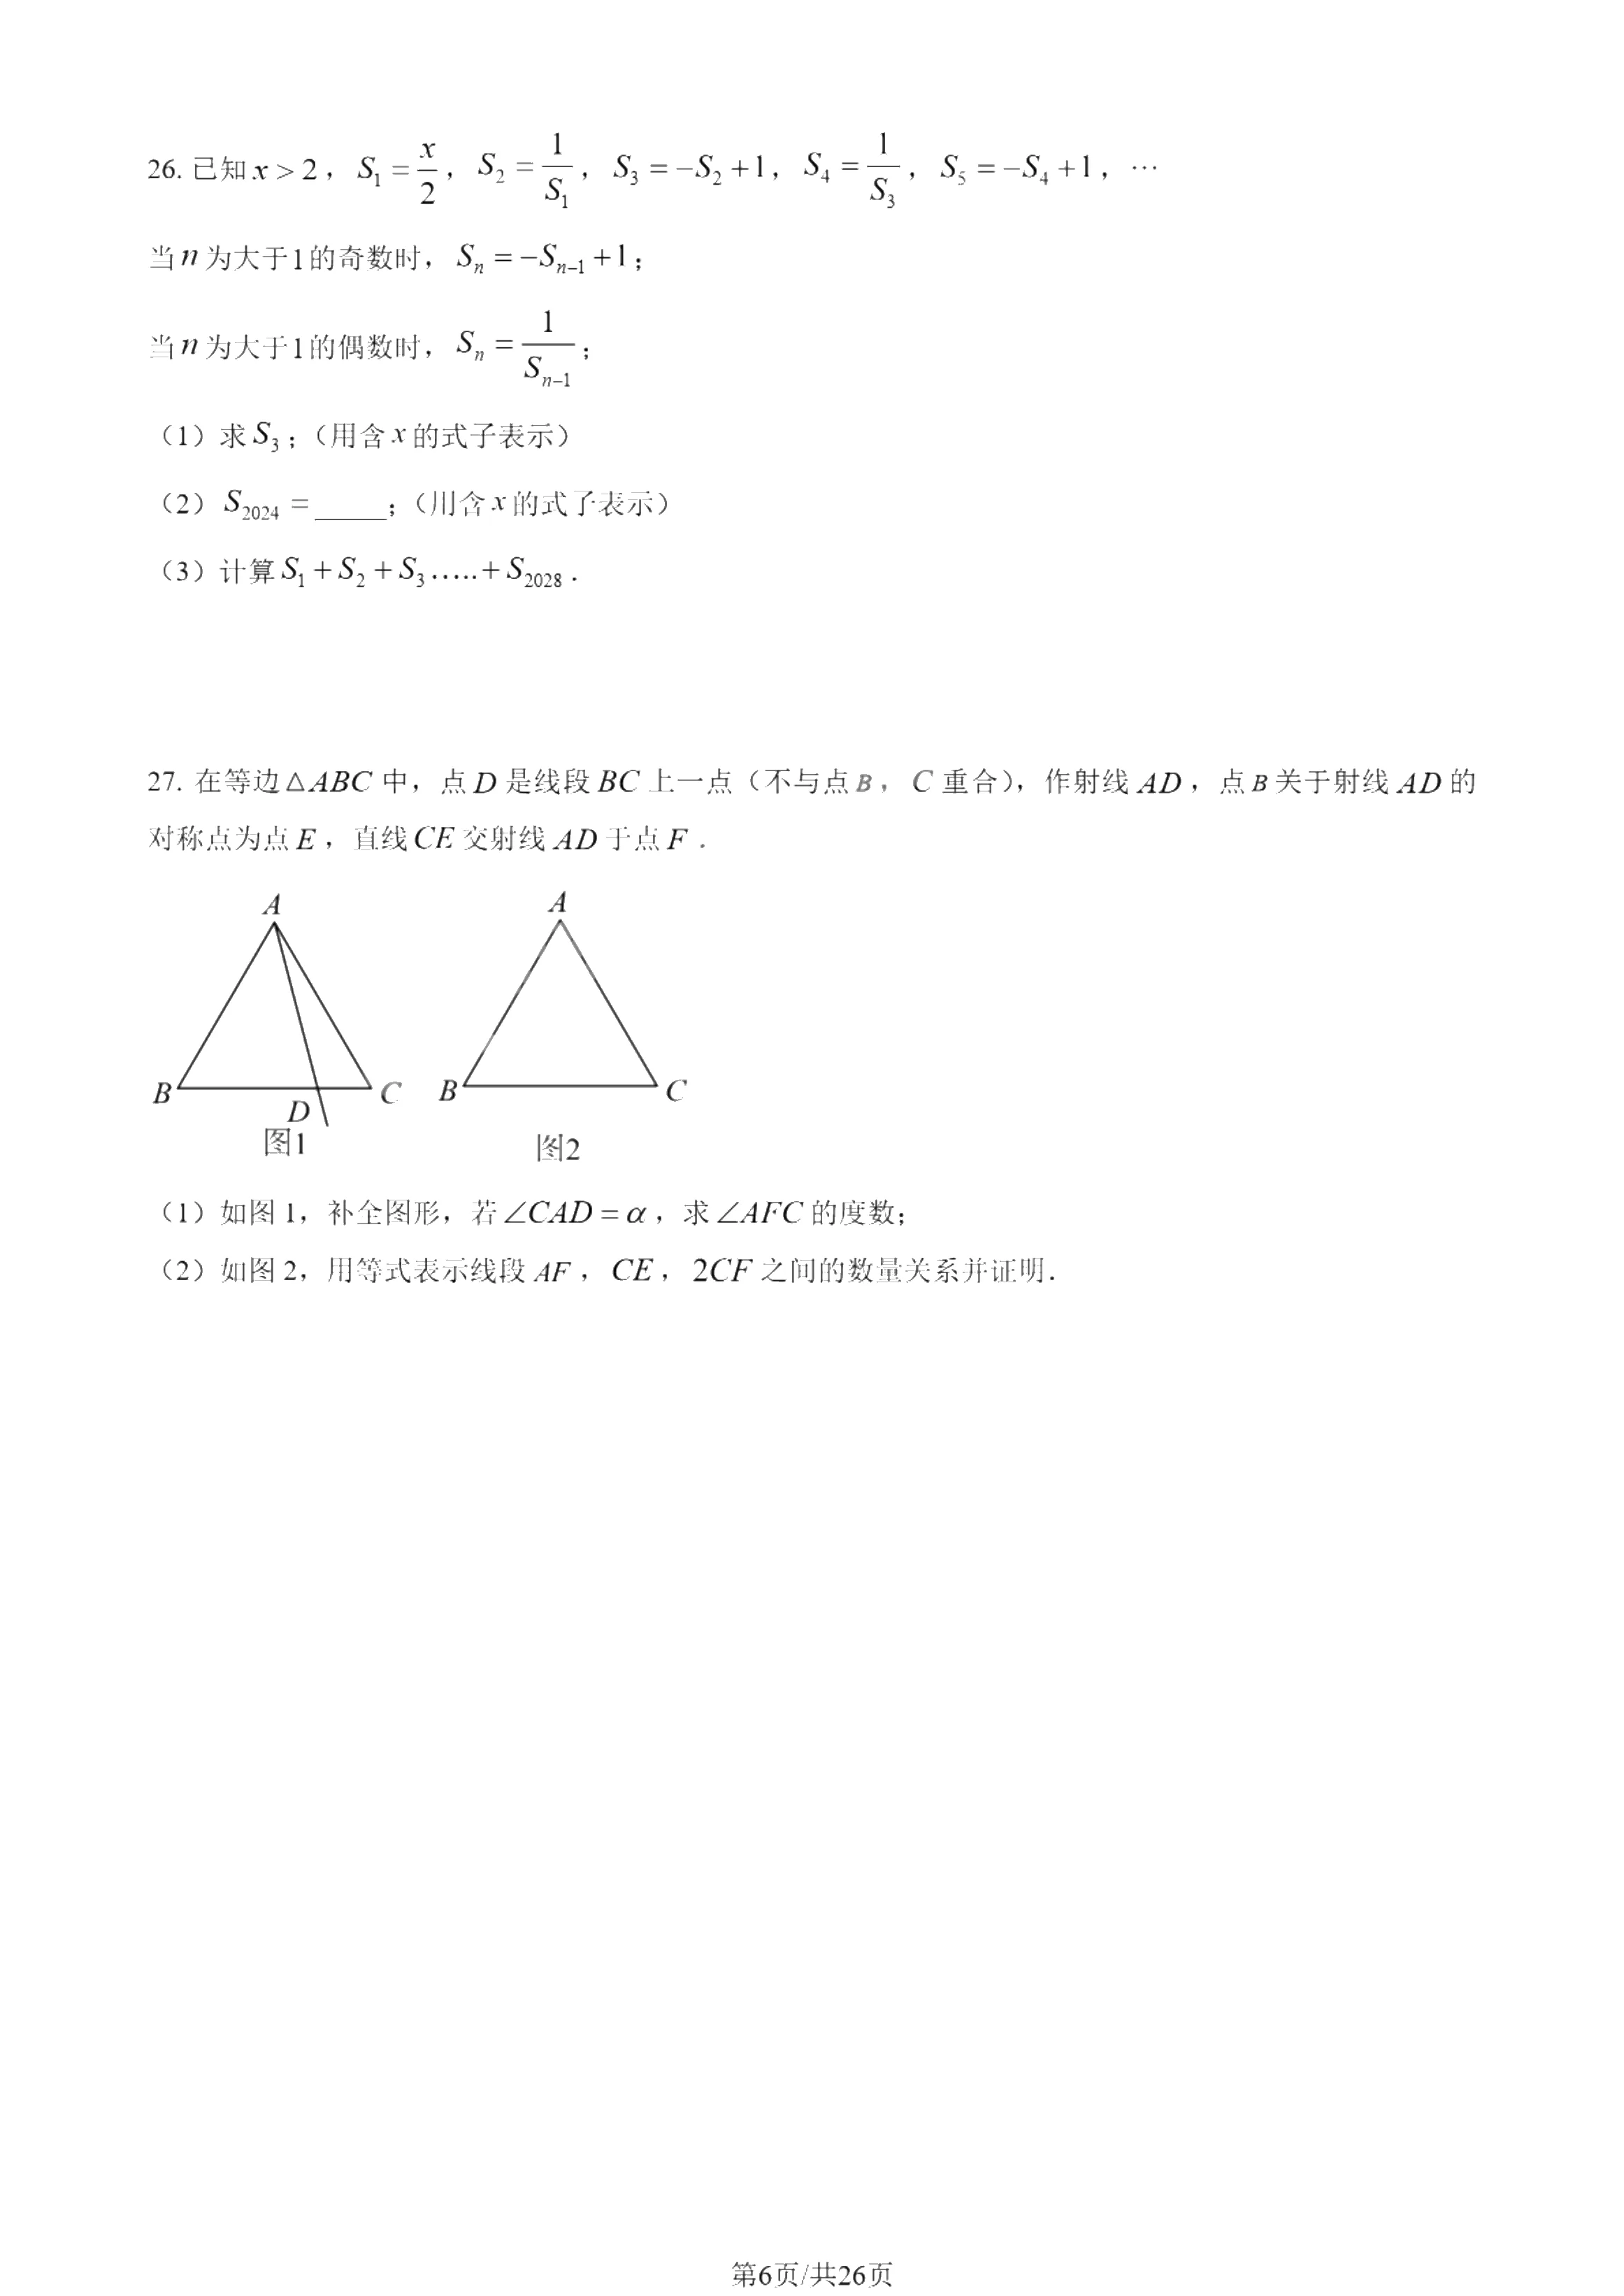 26. 已知 x > 2，S₁ = x/2，S₂ = 1/S₁，S₃ = −S₂ + 1，S₄ = 1/S₃，S₅ = −S₄ + 1，…
当 n 为大于1的奇数时，Sₙ = −Sₙ₋₁ + 1；
当 n 为大于1的偶数时，Sₙ = 1/Sₙ₋₁；
（1）求 S₃；（用含 x 的式子表示）
（2）S₂₀₂₄ = _____；（用含 x 的式子表示）
（3）计算 S₁ + S₂ + S₃ ..... + S₂₀₂₈．
27. 在等边 △ABC 中，点 D 是线段 BC 上一点（不与点 B，C 重合），作射线 AD，点 B 关于射线 AD 的
对称点为点 E，直线 CE 交射线 AD 于点 F．
A
B
D
C
图1
A
B
C
图2
（1）如图 1，补全图形，若 ∠CAD = α，求 ∠AFC 的度数；
（2）如图 2，用等式表示线段 AF，CE，2CF 之间的数量关系并证明．
第6页/共26页